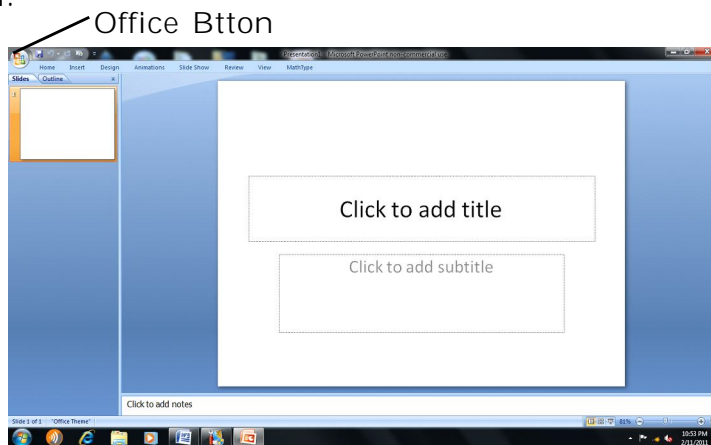 Office Btton
Presentation1 - Microsoft PowerPoint non-commercial use
Home Insert Design Animations Slide Show Review View MathType
Slides Outline
1
Click to add title
Click to add subtitle
Click to add notes
Slide 1 of 1 "Office Theme" 81%
10:53 PM
2/11/2011